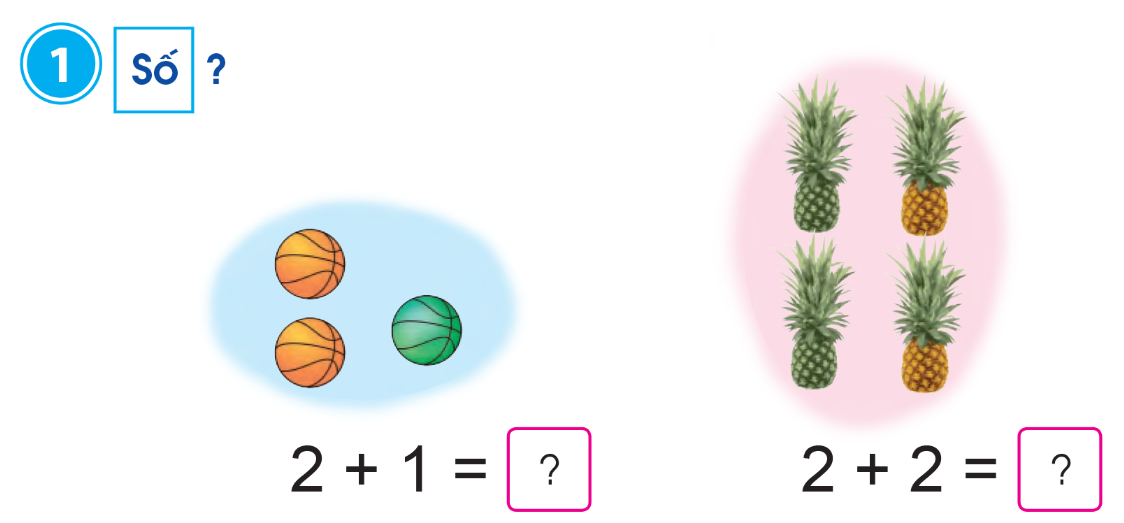 1 Số ?
2 + 1 = ?
2 + 2 = ?